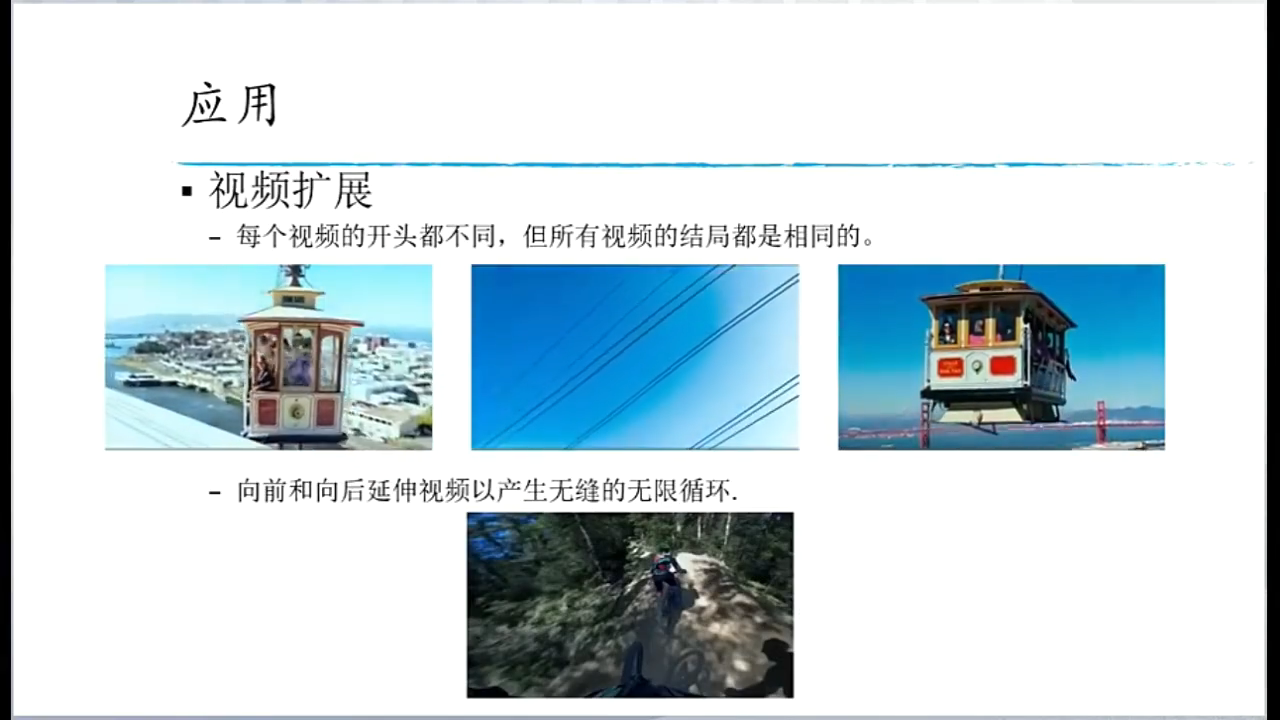 应用
▪ 视频扩展
– 每个视频的开头都不同，但所有视频的结局都是相同的。
– 向前和向后延伸视频以产生无缝的无限循环.